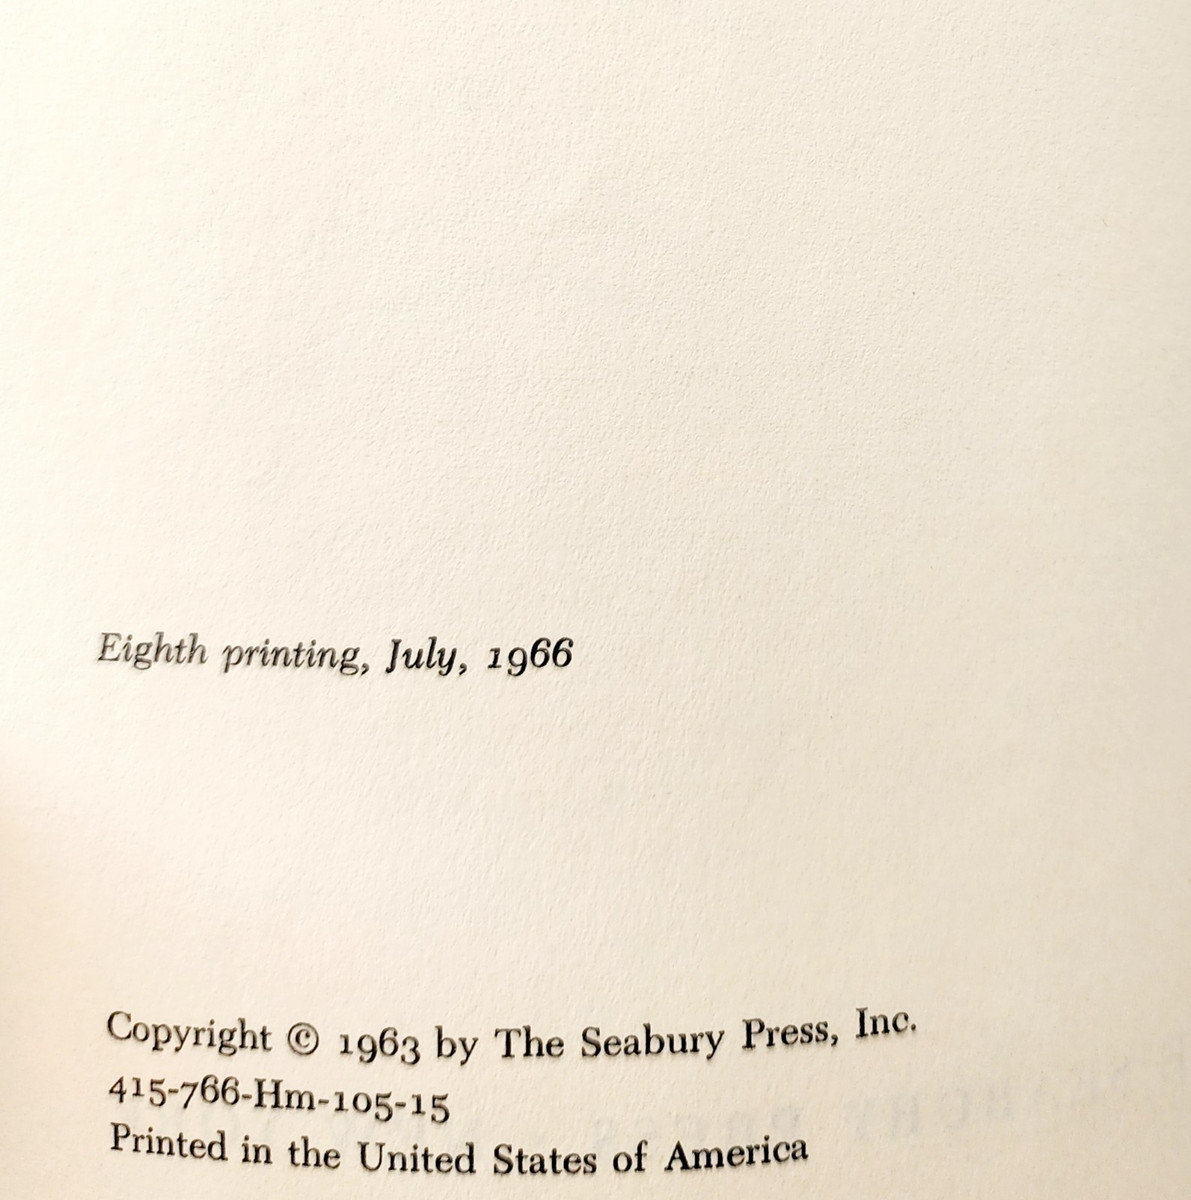 Eighth printing, July, 1966
Copyright © 1963 by The Seabury Press, Inc.
415-766-Hm-105-15
Printed in the United States of America